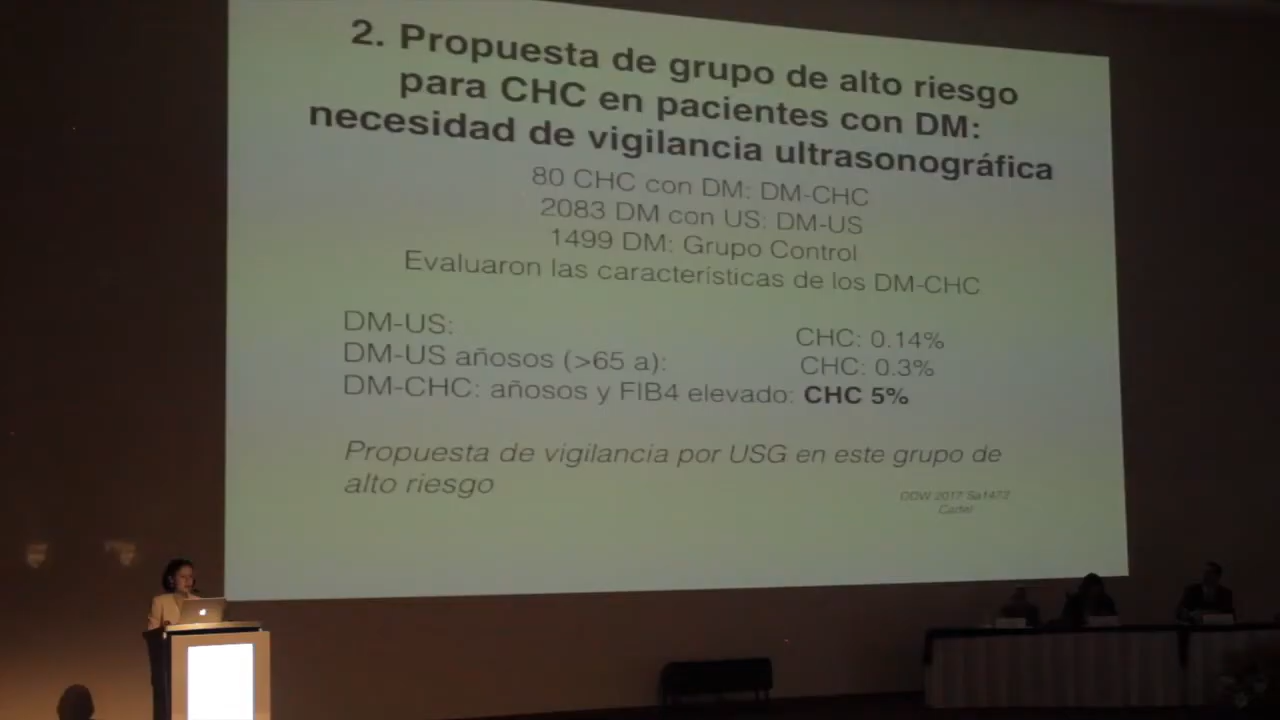 2. Propuesta de grupo de alto riesgo
para CHC en pacientes con DM:
necesidad de vigilancia ultrasonográfica
80 CHC con DM: DM-CHC
2083 DM con US: DM-US
1499 DM: Grupo Control
Evaluaron las características de los DM-CHC
DM-US: CHC: 0.14%
DM-US añosos (>65 a): CHC: 0.3%
DM-CHC: añosos y FIB4 elevado: CHC 5%
Propuesta de vigilancia por USG en este grupo de
alto riesgo
DDW 2017 Sa1472
Cartel